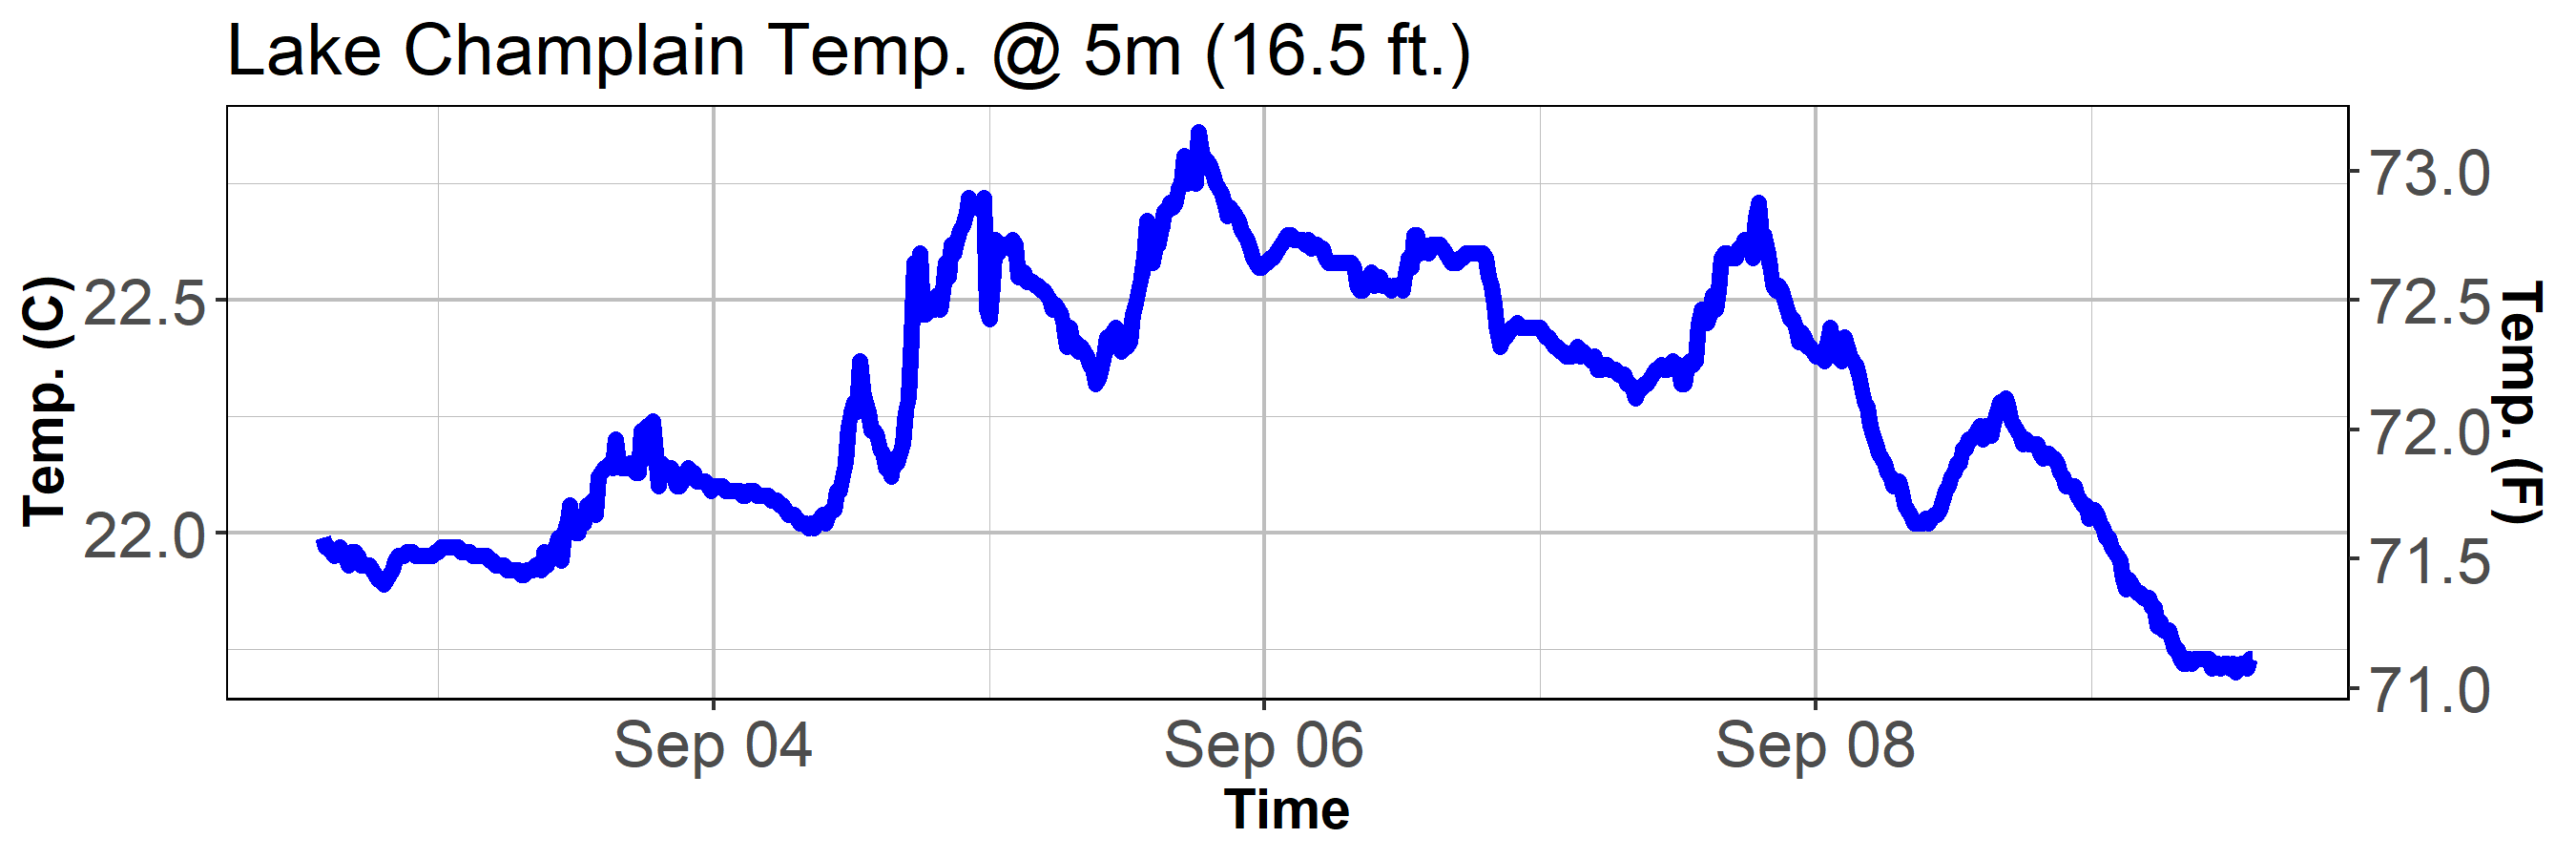 Lake Champlain Temp. @ 5m (16.5 ft.)
Temp. (C)
22.5
22.0
73.0
72.5
72.0
71.5
71.0
Temp. (F)
Sep 04
Sep 06
Sep 08
Time